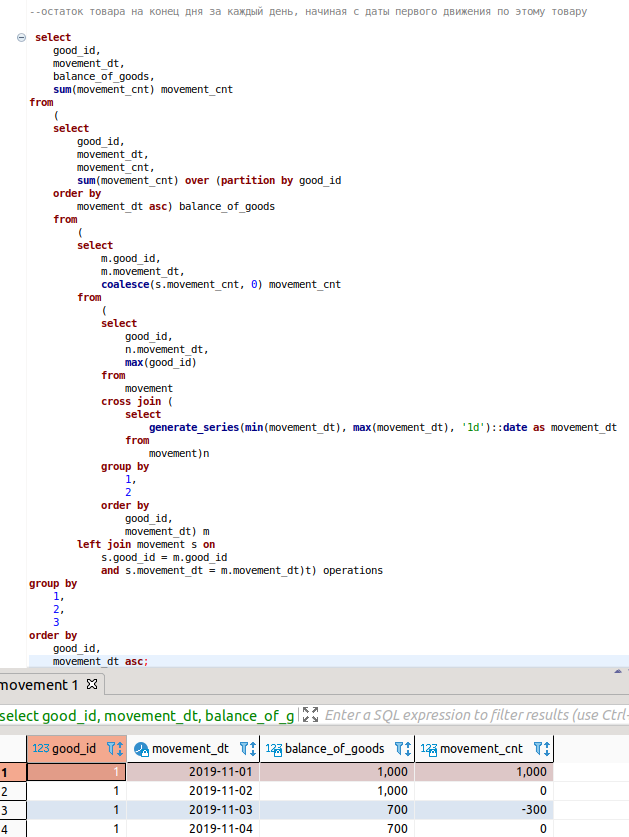 --остаток товара на конец дня за каждый день, начиная с даты первого движения по этому товару
select
good_id,
movement_dt,
balance_of_goods,
sum(movement_cnt) movement_cnt
from
(
select
good_id,
movement_dt,
movement_cnt,
sum(movement_cnt) over (partition by good_id
order by
movement_dt asc) balance_of_goods
from
(
select
m.good_id,
m.movement_dt,
coalesce(s.movement_cnt, 0) movement_cnt
from
(
select
good_id,
n.movement_dt,
max(good_id)
from
movement
cross join (
select
generate_series(min(movement_dt), max(movement_dt), '1d')::date as movement_dt
from
movement)n
group by
1,
2
order by
good_id,
movement_dt) m
left join movement s on
s.good_id = m.good_id
and s.movement_dt = m.movement_dt)t) operations
group by
1,
2,
3
order by
good_id,
movement_dt asc;
movement 1
select good_id, movement_dt, balance_of_g Enter a SQL expression to filter results (use Ctrl-
123 good_id movement_dt 123 balance_of_goods 123 movement_cnt
1 1 2019-11-01 1,000 1,000
2 1 2019-11-02 1,000 0
3 1 2019-11-03 700 -300
4 1 2019-11-04 700 0